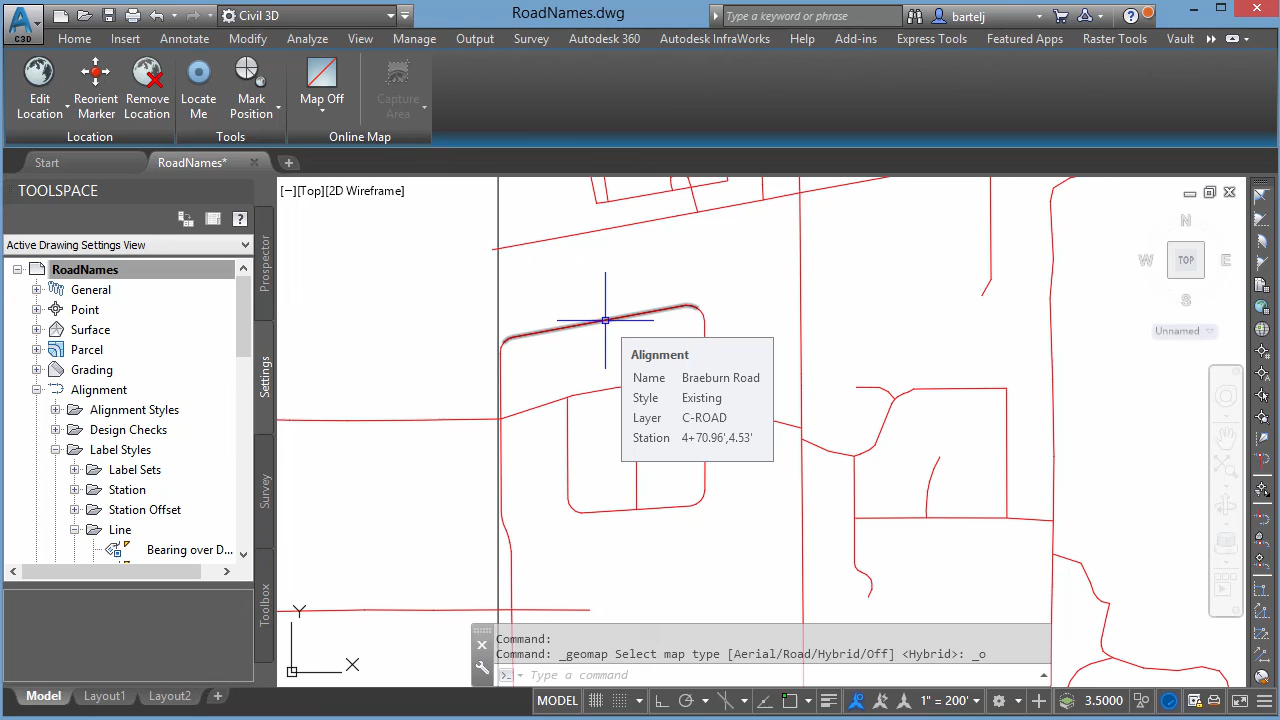 Civil 3D
RoadNames.dwg
Type a keyword or phrase
bartelj
C3D
Home
Insert
Annotate
Modify
Analyze
View
Manage
Output
Survey
Autodesk 360
Autodesk InfraWorks
Help
Add-ins
Express Tools
Featured Apps
Raster Tools
Vault
Edit Location
Reorient Marker
Remove Location
Locate Me
Mark Position
Map Off
Capture Area
Location
Tools
Online Map
Start
RoadNames*
TOOLSPACE
Active Drawing Settings View
RoadNames
General
Point
Surface
Parcel
Grading
Alignment
Alignment Styles
Design Checks
Label Styles
Label Sets
Station
Station Offset
Line
Bearing over D...
Prospector
Settings
Survey
Toolbox
[−][Top][2D Wireframe]
N
W
TOP
E
S
Unnamed
Alignment
Name Braeburn Road
Style Existing
Layer C-ROAD
Station 4+70.96',4.53'
Y
X
Command:
Command: _geomap Select map type [Aerial/Road/Hybrid/Off] <Hybrid>: _o
Type a command
Model
Layout1
Layout2
MODEL
1" = 200'
3.5000